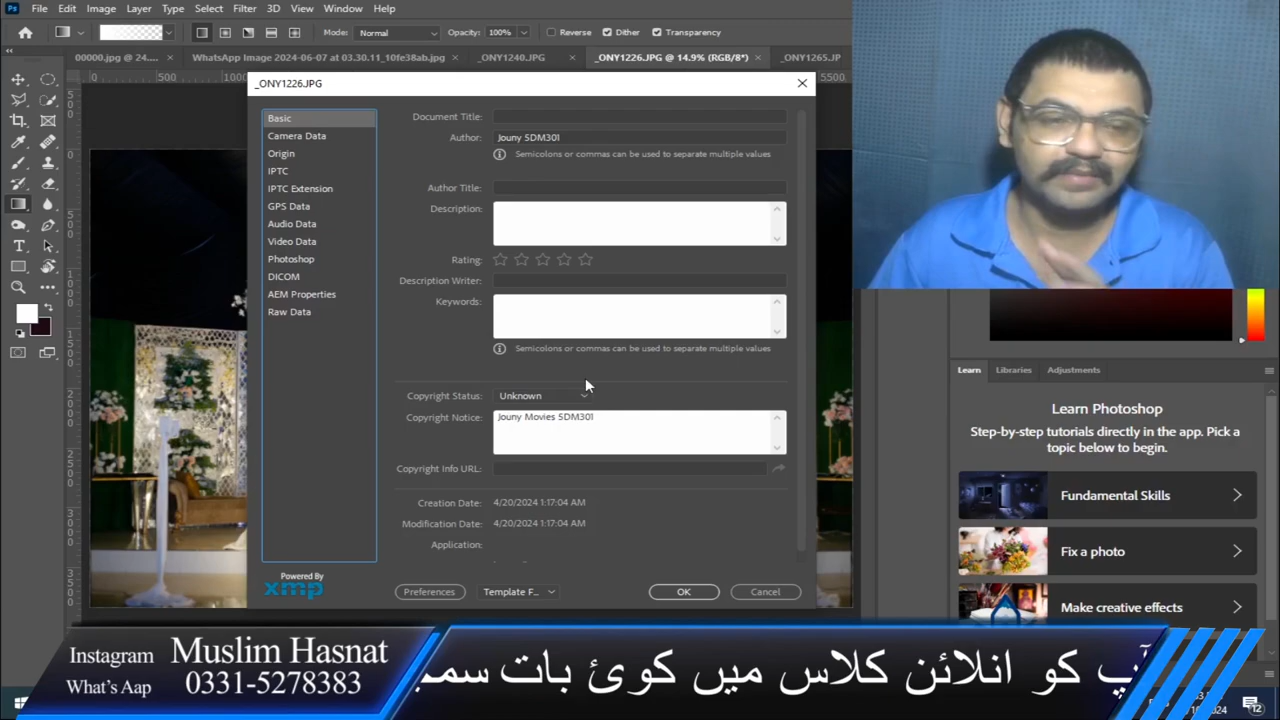 Ps File Edit Image Layer Type Select Filter 3D View Window Help
Mode: Normal Opacity: 100% Reverse Dither Transparency
00000.jpg @ 24.... × WhatsApp Image 2024-06-07 at 03.30.11_10fe38ab.jpg × _ONY1240.JPG × _ONY1226.JPG @ 14.9% (RGB/8*) × _ONY1265.JP
0 500 1000 5500
_ONY1226.JPG
Basic
Camera Data
Origin
IPTC
IPTC Extension
GPS Data
Audio Data
Video Data
Photoshop
DICOM
AEM Properties
Raw Data
Document Title:
Author: Jouny SDM301
Semicolons or commas can be used to separate multiple values
Author Title:
Description:
Rating:
Description Writer:
Keywords:
Semicolons or commas can be used to separate multiple values
Copyright Status: Unknown
Copyright Notice: Jouny Movies SDM301
Copyright Info URL:
Creation Date: 4/20/2024 1:17:04 AM
Modification Date: 4/20/2024 1:17:04 AM
Application:
Powered By
xmp
Preferences Template F... OK Cancel
Learn Libraries Adjustments
Learn Photoshop
Step-by-step tutorials directly in the app. Pick a
topic below to begin.
Fundamental Skills
Fix a photo
Make creative effects
Instagram Muslim Hasnat
What's Aap 0331-5278383
کو انلائن کلاس میں کوئ بات